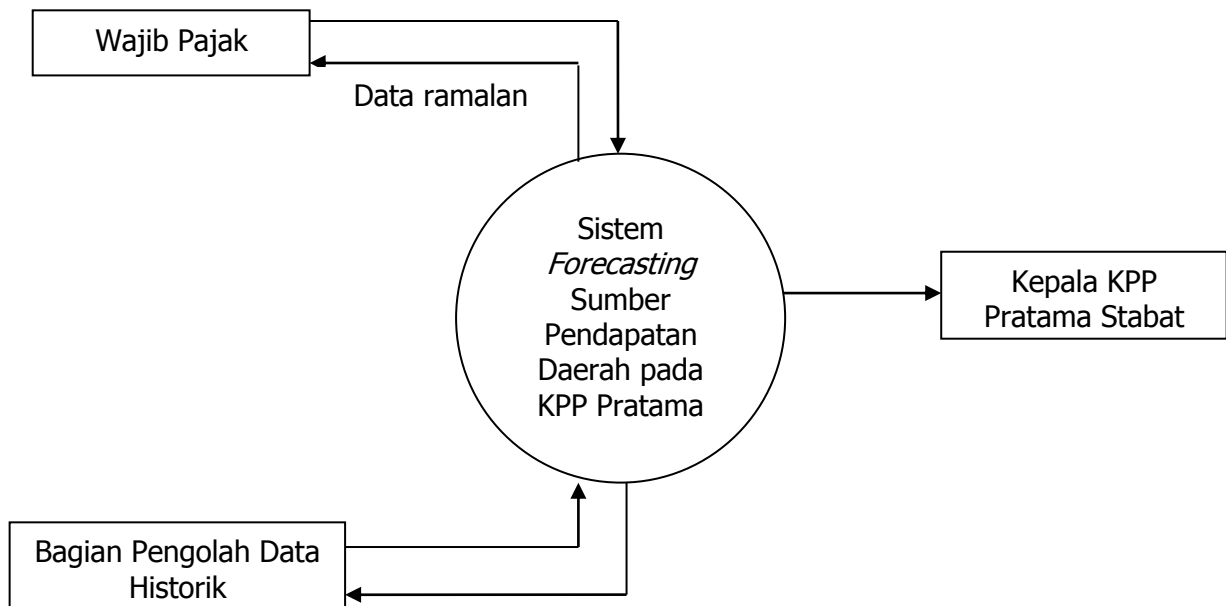 Wajib Pajak
Data ramalan
Sistem
Forecasting
Sumber
Pendapatan
Daerah pada
KPP Pratama
Kepala KPP
Pratama Stabat
Bagian Pengolah Data
Historik